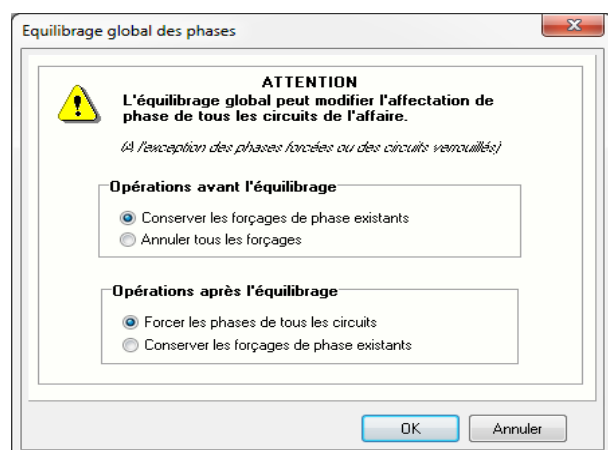 Equilibrage global des phases
ATTENTION
L'équilibrage global peut modifier l'affectation de
phase de tous les circuits de l'affaire.
(A l'exception des phases forcées ou des circuits verrouillés)
Opérations avant l'équilibrage
Conserver les forçages de phase existants
Annuler tous les forçages
Opérations après l'équilibrage
Forcer les phases de tous les circuits
Conserver les forçages de phase existants
OK
Annuler